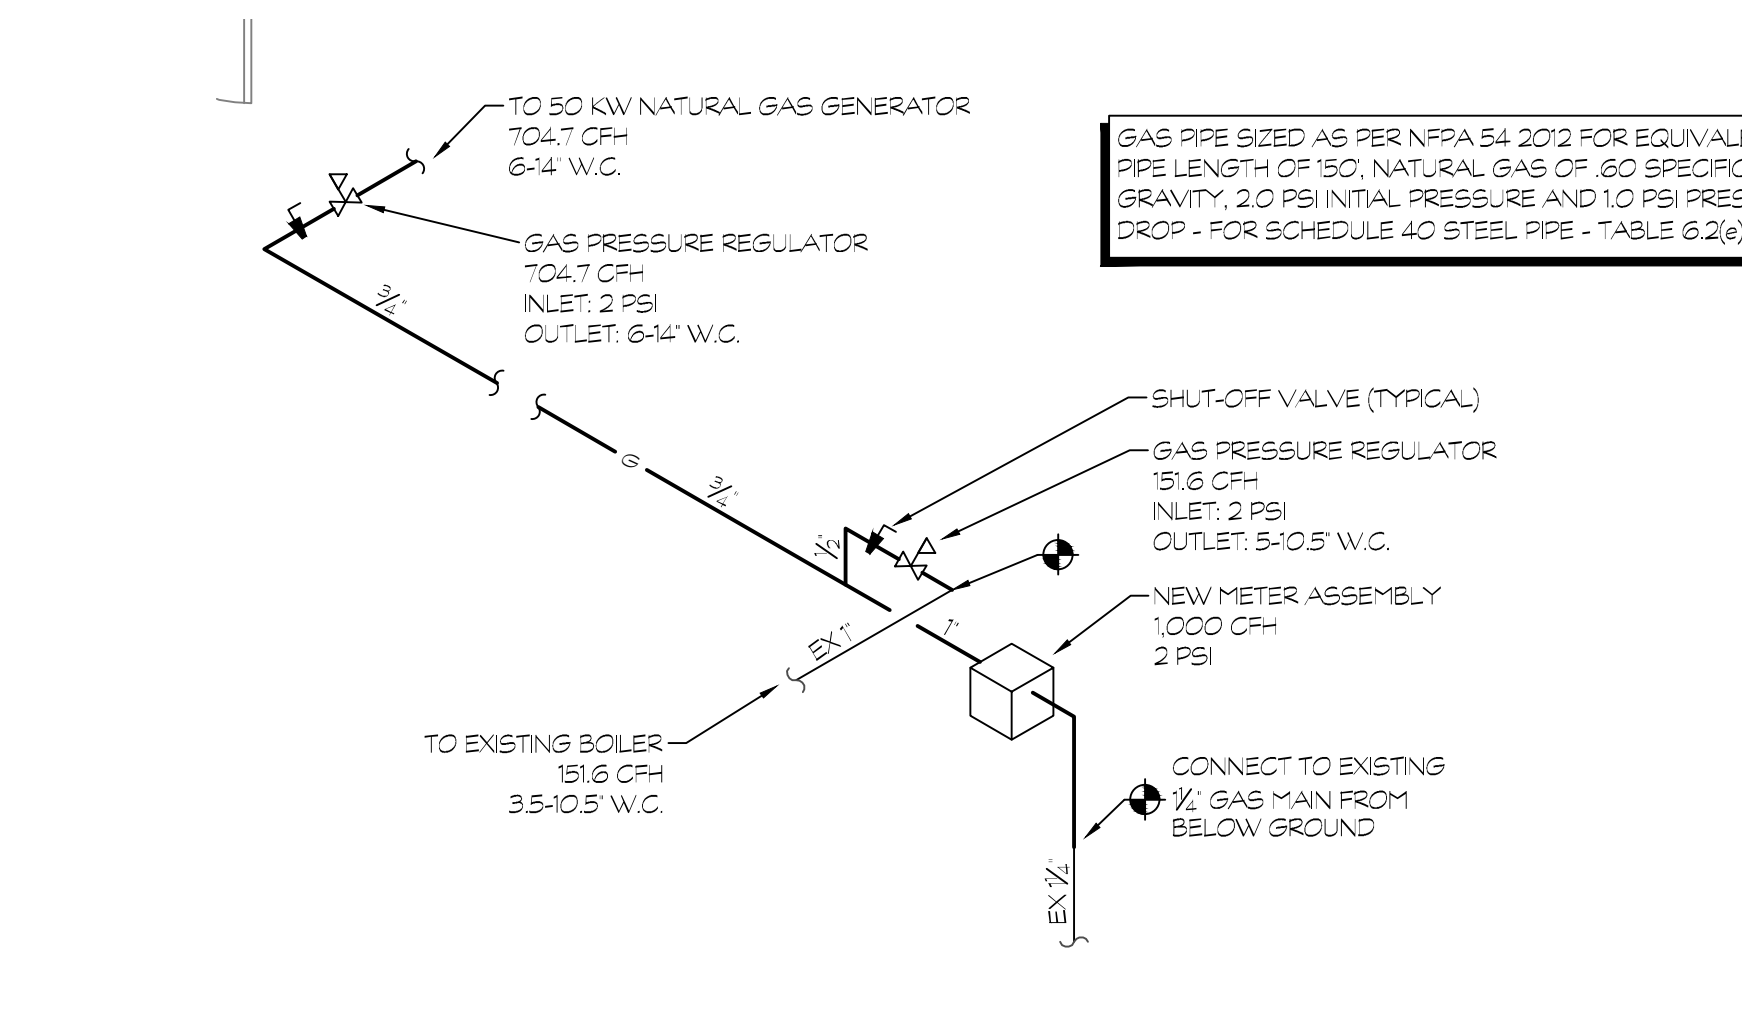 TO 50 KW NATURAL GAS GENERATOR
704.7 CFH
6-14" W.C.
GAS PIPE SIZED AS PER NFPA 54 2012 FOR
PIPE LENGTH OF 150', NATURAL GAS OF .60
GRAVITY, 2.0 PSI INITIAL PRESSURE AND 1.0 PSI
DROP - FOR SCHEDULE 40 STEEL PIPE - TABLE 6.2(e)
GAS PRESSURE REGULATOR
704.7 CFH
INLET: 2 PSI
OUTLET: 6-14" W.C.
3/4"
SHUT-OFF VALVE (TYPICAL)
GAS PRESSURE REGULATOR
151.6 CFH
INLET: 2 PSI
OUTLET: 5-10.5" W.C.
G
3/4"
1/2"
NEW METER ASSEMBLY
1,000 CFH
2 PSI
1"
EX 1"
TO EXISTING BOILER
151.6 CFH
3.5-10.5" W.C.
CONNECT TO EXISTING
1 1/4" GAS MAIN FROM
BELOW GROUND
EX 1 1/4"